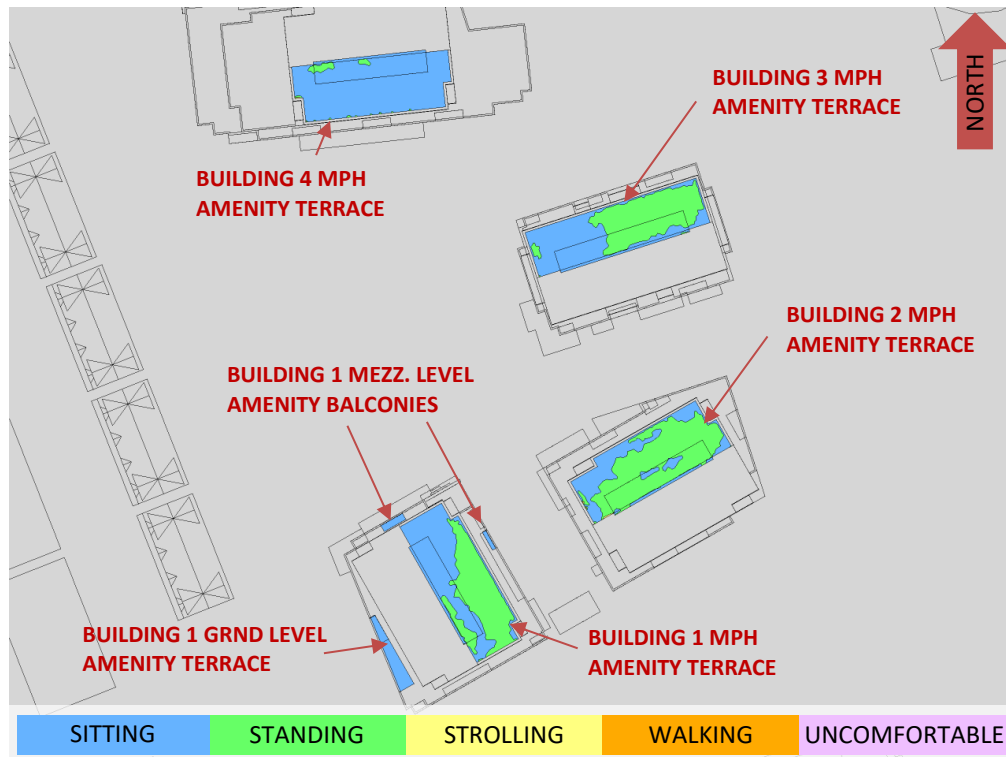 NORTH
BUILDING 3 MPH
AMENITY TERRACE
BUILDING 4 MPH
AMENITY TERRACE
BUILDING 2 MPH
AMENITY TERRACE
BUILDING 1 MEZZ. LEVEL
AMENITY BALCONIES
BUILDING 1 GRND LEVEL
AMENITY TERRACE
BUILDING 1 MPH
AMENITY TERRACE
SITTING
STANDING
STROLLING
WALKING
UNCOMFORTABLE